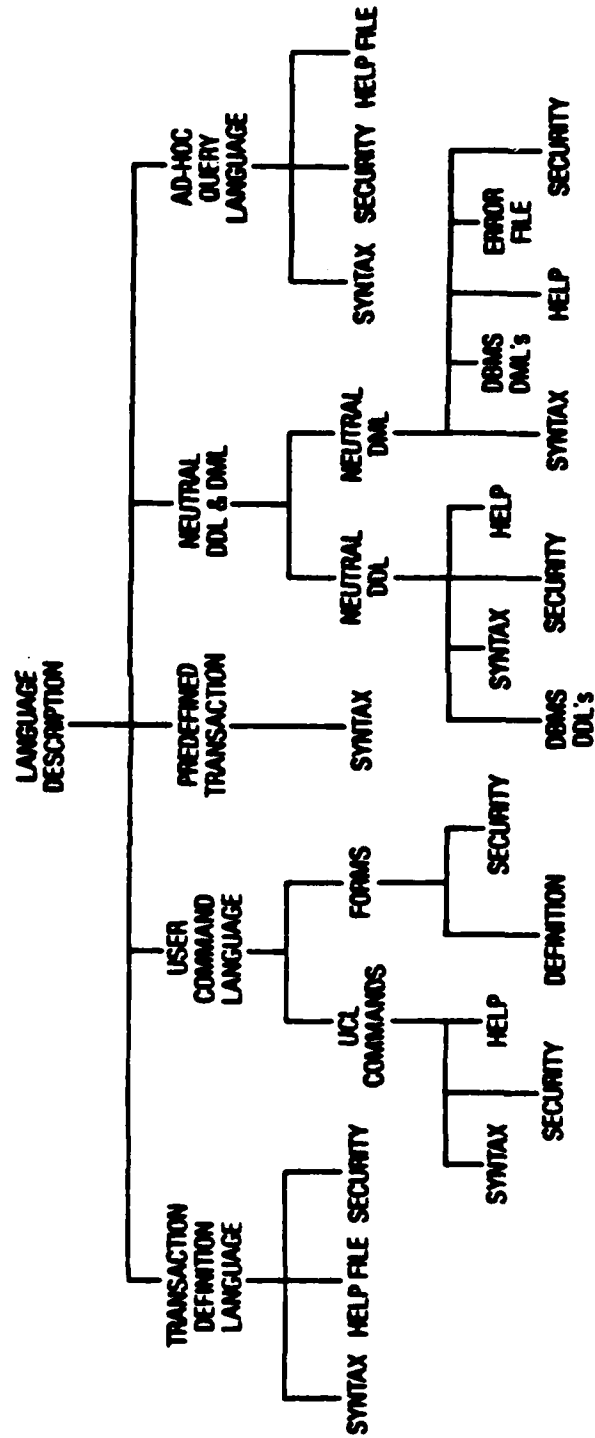 LANGUAGE
DESCRIPTION
TRANSACTION
DEFINITION
LANGUAGE
USER
COMMAND
LANGUAGE
PREDEFINED
TRANSACTION
NEUTRAL
DDL & DML
AD-HOC
QUERY
LANGUAGE
SYNTAX
HELP FILE
SECURITY
UCL
COMMANDS
FORMS
SYNTAX
NEUTRAL
DDL
NEUTRAL
DML
SYNTAX
SECURITY
HELP FILE
SYNTAX
SECURITY
HELP
DEFINITION
SECURITY
DBMS
DDL's
SYNTAX
SECURITY
HELP
SYNTAX
DBMS
DML's
HELP
ERROR
FILE
SECURITY